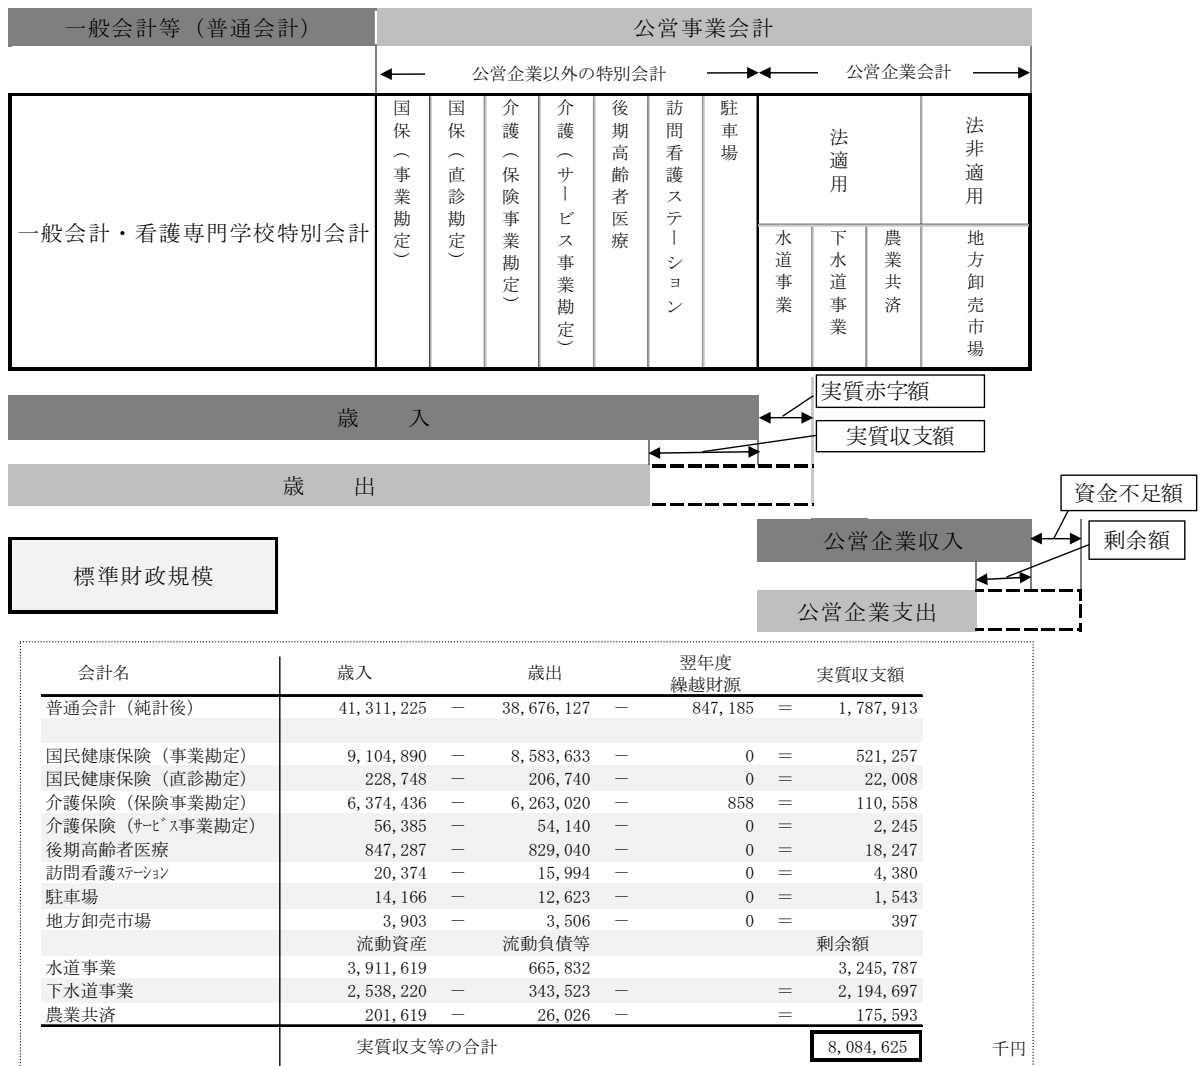 一般会計等（普通会計）
公営事業会計
公営企業以外の特別会計
公営企業会計
一般会計・看護専門学校特別会計
国保（事業勘定）
国保（直診勘定）
介護（保険事業勘定）
介護（サービス事業勘定）
後期高齢者医療
訪問看護ステーション
駐車場
法適用
法非適用
水道事業
下水道事業
農業共済
地方卸売市場
実質赤字額
歳　入
実質収支額
歳　出
資金不足額
公営企業収入
剰余額
標準財政規模
公営企業支出
会計名 歳入 歳出 翌年度繰越財源 実質収支額
普通会計（純計後） 41,311,225 － 38,676,127 － 847,185 ＝ 1,787,913
国民健康保険（事業勘定） 9,104,890 － 8,583,633 － 0 ＝ 521,257
国民健康保険（直診勘定） 228,748 － 206,740 － 0 ＝ 22,008
介護保険（保険事業勘定） 6,374,436 － 6,263,020 － 858 ＝ 110,558
介護保険（ｻｰﾋﾞｽ事業勘定） 56,385 － 54,140 － 0 ＝ 2,245
後期高齢者医療 847,287 － 829,040 － 0 ＝ 18,247
訪問看護ｽﾃｰｼｮﾝ 20,374 － 15,994 － 0 ＝ 4,380
駐車場 14,166 － 12,623 － 0 ＝ 1,543
地方卸売市場 3,903 － 3,506 － 0 ＝ 397
流動資産 流動負債等 剰余額
水道事業 3,911,619 665,832 3,245,787
下水道事業 2,538,220 － 343,523 － ＝ 2,194,697
農業共済 201,619 － 26,026 － ＝ 175,593
実質収支等の合計 8,084,625 千円